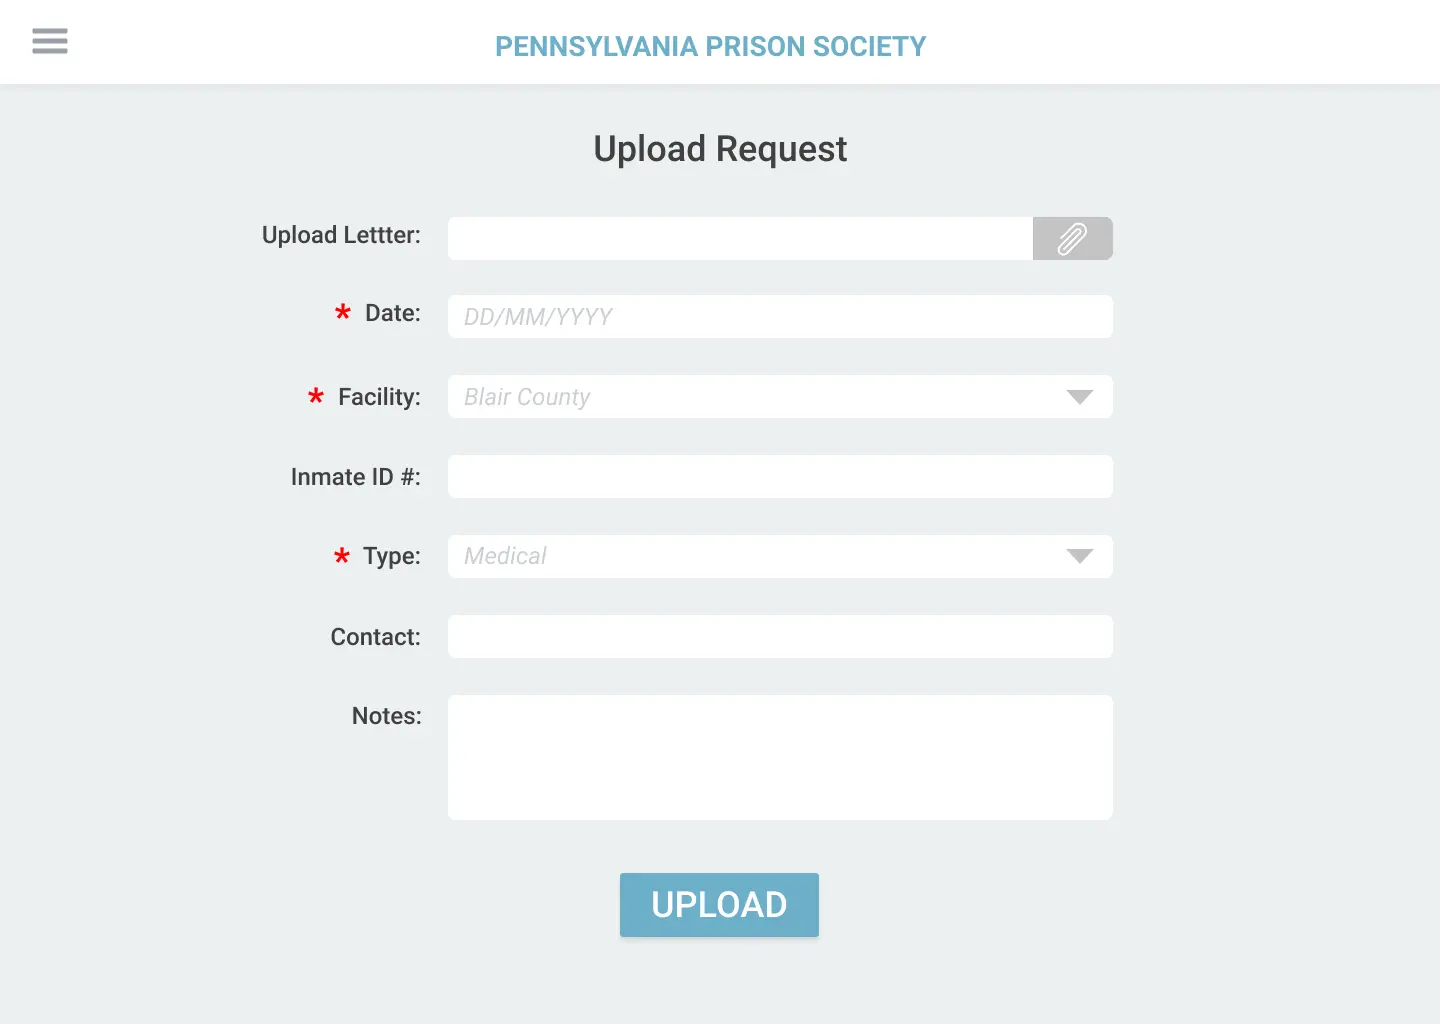 PENNSYLVANIA PRISON SOCIETY
Upload Request
Upload Lettter:
* Date: DD/MM/YYYY
* Facility: Blair County
Inmate ID #:
* Type: Medical
Contact:
Notes:
UPLOAD